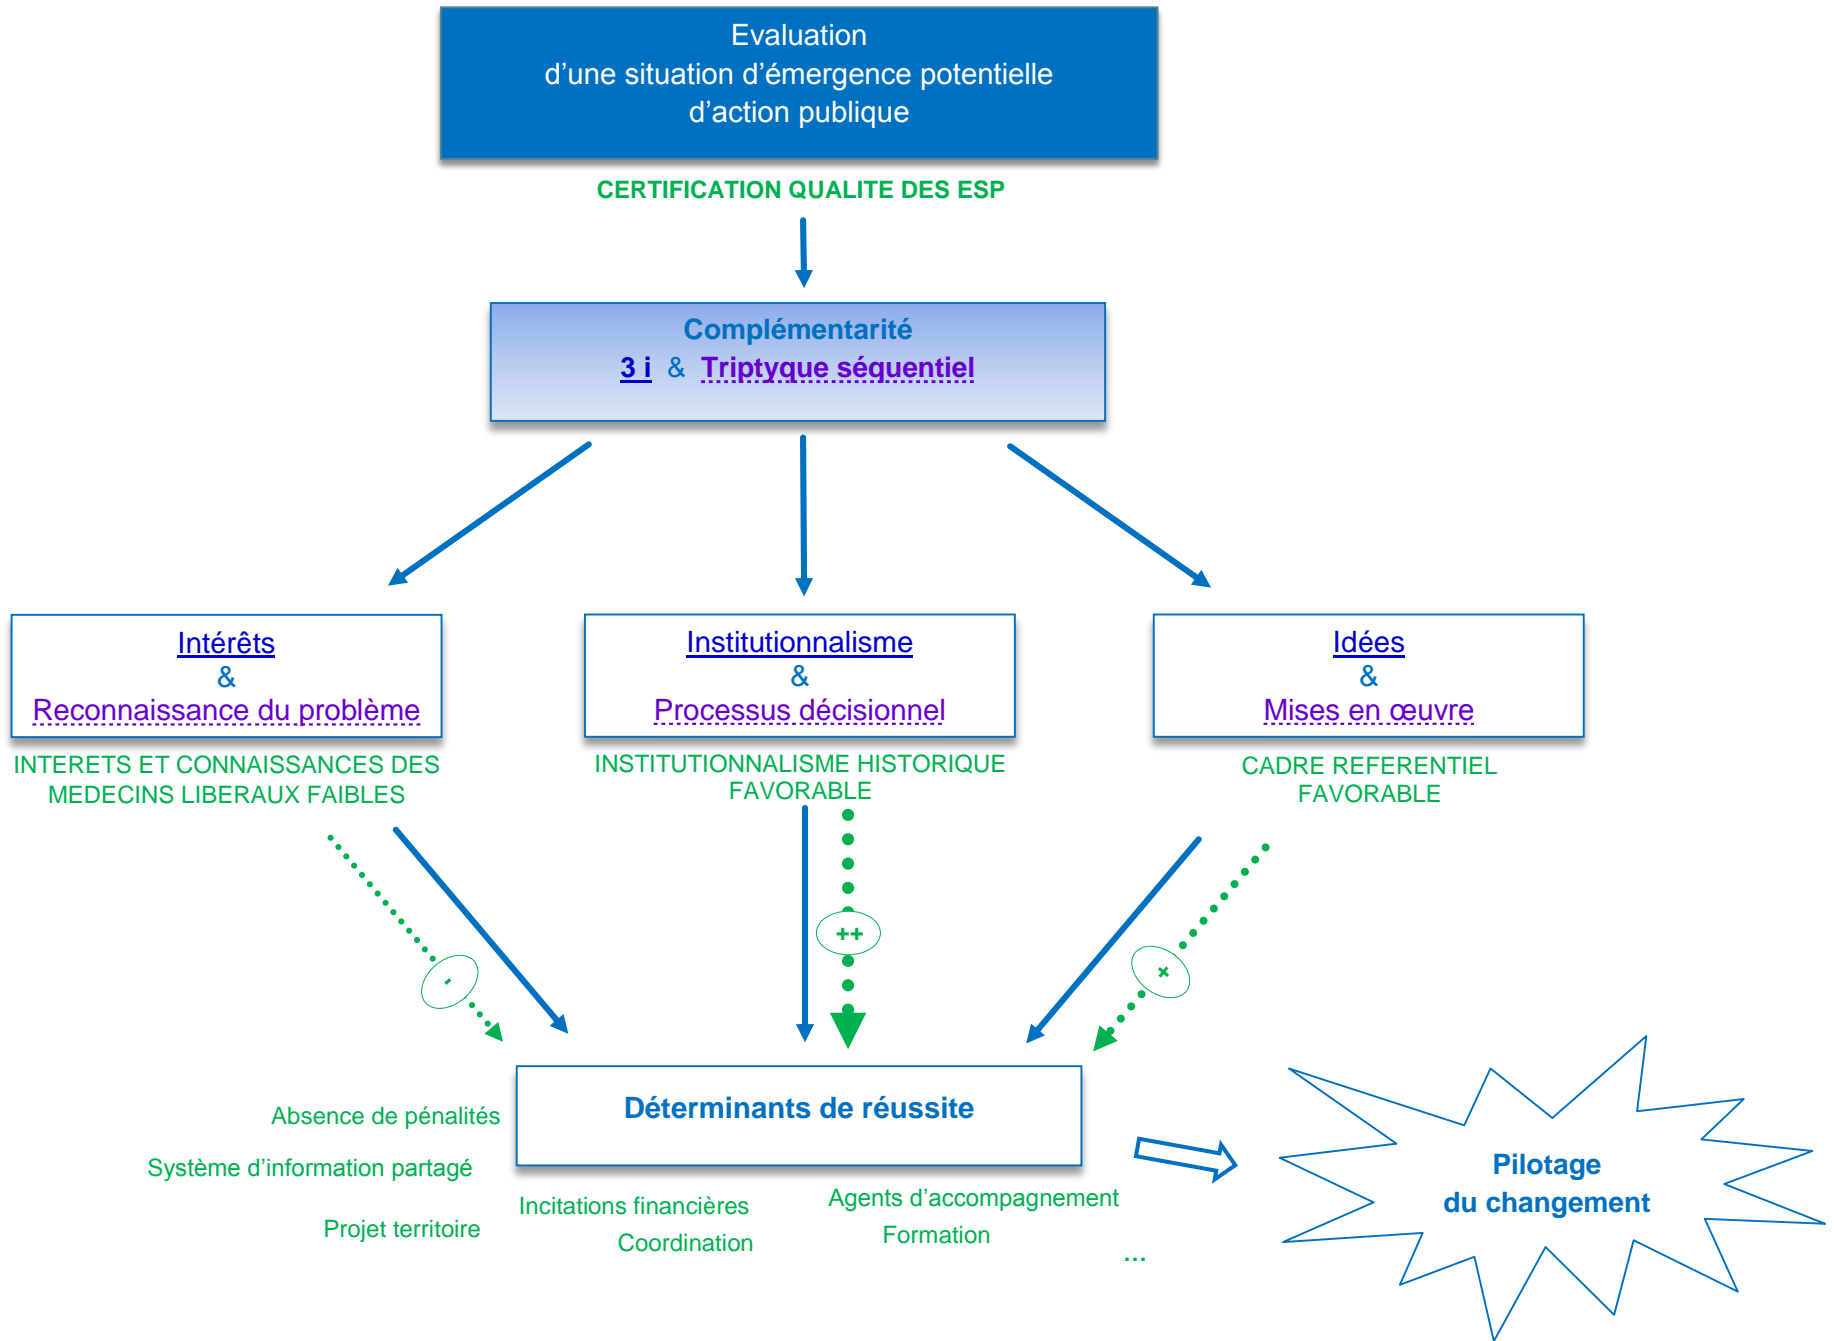 Evaluation
d'une situation d'émergence potentielle
d'action publique
CERTIFICATION QUALITE DES ESP
Complémentarité
3 i & Triptyque séquentiel
Intérêts
&
Reconnaissance du problème
INTERETS ET CONNAISSANCES DES
MEDECINS LIBERAUX FAIBLES
Institutionnalisme
&
Processus décisionnel
INSTITUTIONNALISME HISTORIQUE
FAVORABLE
Idées
&
Mises en œuvre
CADRE REFERENTIEL
FAVORABLE
-
++
+
Déterminants de réussite
Absence de pénalités
Système d'information partagé
Projet territoire
Incitations financières
Coordination
Agents d'accompagnement
Formation
...
Pilotage
du changement